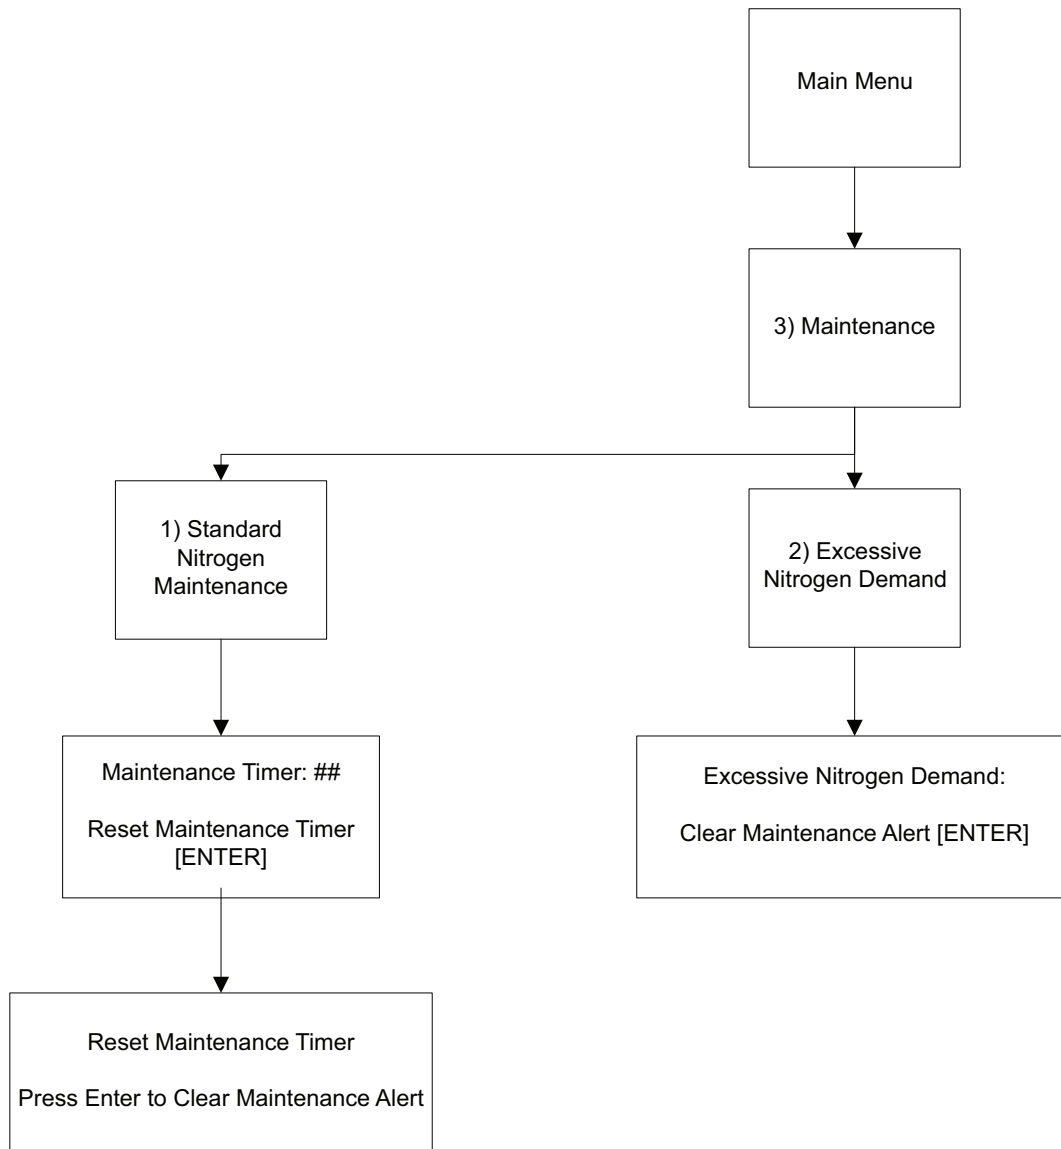 Main Menu
3) Maintenance
1) Standard
Nitrogen
Maintenance
2) Excessive
Nitrogen Demand
Maintenance Timer: ##
Reset Maintenance Timer
[ENTER]
Excessive Nitrogen Demand:
Clear Maintenance Alert [ENTER]
Reset Maintenance Timer
Press Enter to Clear Maintenance Alert